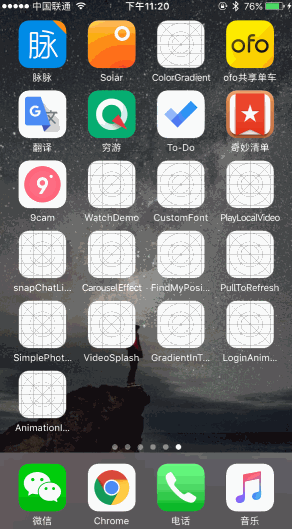 中国联通 下午11:20 76%
脉 ofo
脉脉 Solar ColorGradient ofo共享单车
G 文
翻译 穷游 To-Do 奇妙清单
9
9cam WatchDemo CustomFont PlayLocalVideo
snapChatLi... CarouselEffect FindMyPosi... PullToRefresh
SimplePhot... VideoSplash GradientInT... LoginAnim...
AnimationI...
微信 Chrome 电话 音乐